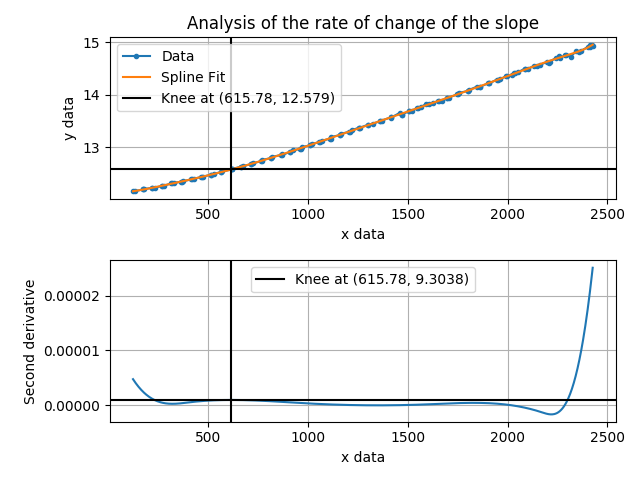 Analysis of the rate of change of the slope
15
14
13
y data
Data
Spline Fit
Knee at (615.78, 12.579)
500 1000 1500 2000 2500
x data
0.00002
0.00001
0.00000
Second derivative
Knee at (615.78, 9.3038)
500 1000 1500 2000 2500
x data